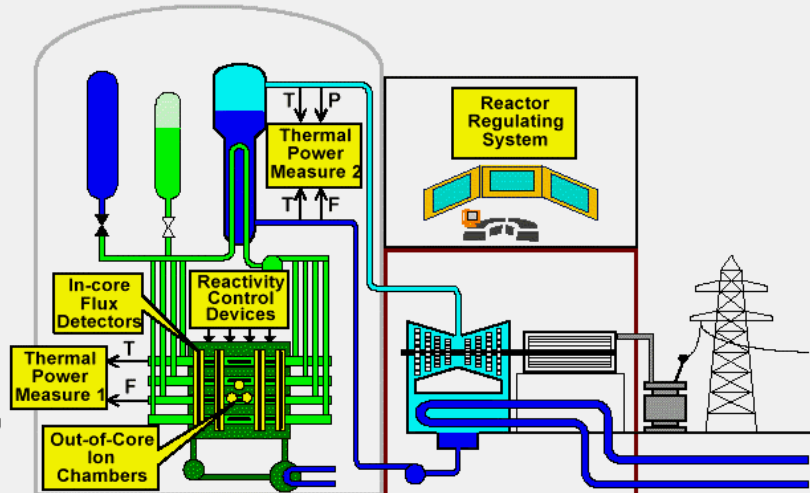 T
P
Thermal
Power
Measure 2
T
F
Reactor
Regulating
System
In-core
Flux
Detectors
Reactivity
Control
Devices
Thermal
Power
Measure 1
T
F
Out-of-Core
Ion
Chambers